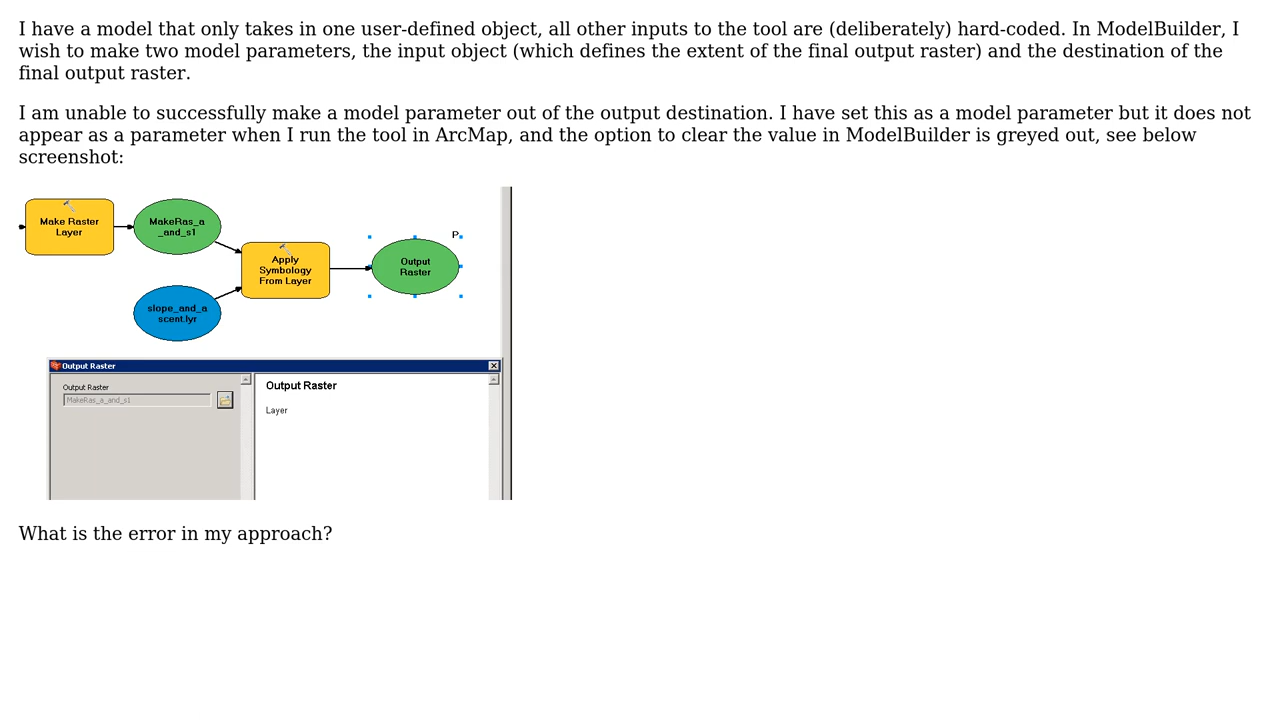 I have a model that only takes in one user-defined object, all other inputs to the tool are (deliberately) hard-coded. In ModelBuilder, I
wish to make two model parameters, the input object (which defines the extent of the final output raster) and the destination of the
final output raster.
I am unable to successfully make a model parameter out of the output destination. I have set this as a model parameter but it does not
appear as a parameter when I run the tool in ArcMap, and the option to clear the value in ModelBuilder is greyed out, see below
screenshot:
Make Raster
Layer
MakeRas_a
_and_s1
P
Apply
Symbology
From Layer
Output
Raster
slope_and_a
scent.lyr
Output Raster
Output Raster
MakeRas_a_and_s1
Output Raster
Layer
What is the error in my approach?